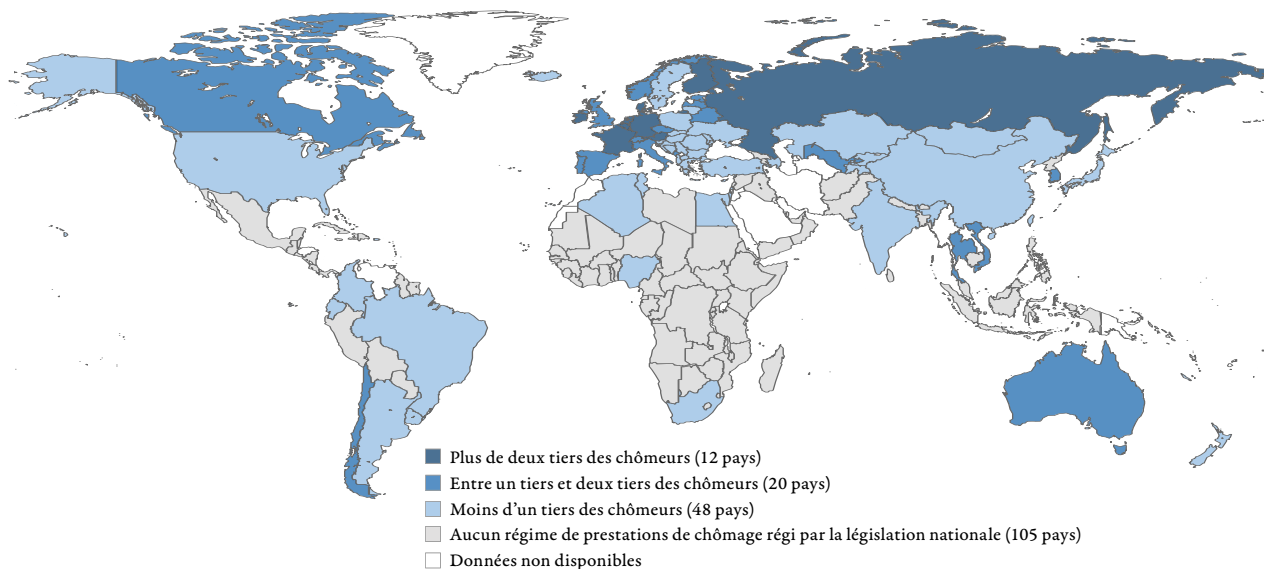 Plus de deux tiers des chômeurs (12 pays)
Entre un tiers et deux tiers des chômeurs (20 pays)
Moins d’un tiers des chômeurs (48 pays)
Aucun régime de prestations de chômage régi par la législation nationale (105 pays)
Données non disponibles